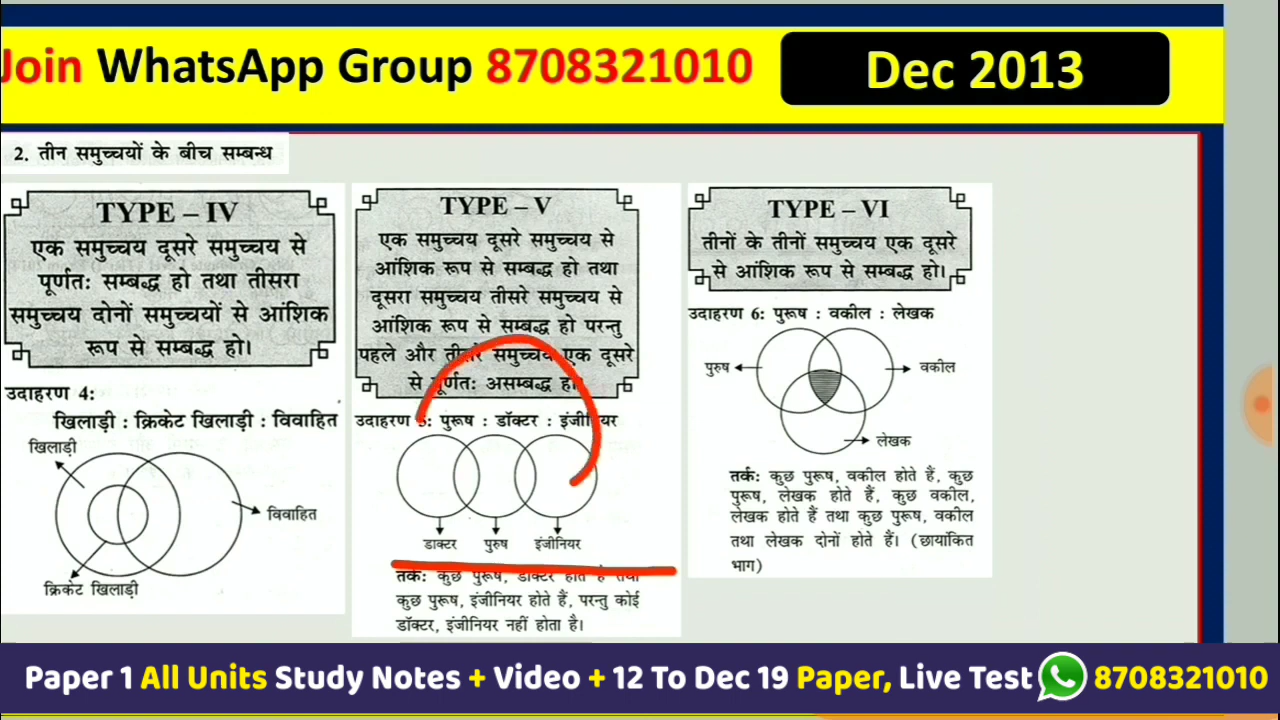 Join WhatsApp Group 8708321010
Dec 2013
2. तीन समुच्चयों के बीच सम्बन्ध
TYPE – IV
एक समुच्चय दूसरे समुच्चय से
पूर्णतः सम्बद्ध हो तथा तीसरा
समुच्चय दोनों समुच्चयों से आंशिक
रूप से सम्बद्ध हो।
उदाहरण 4:
खिलाड़ी : क्रिकेट खिलाड़ी : विवाहित
खिलाड़ी
विवाहित
क्रिकेट खिलाड़ी
TYPE – V
एक समुच्चय दूसरे समुच्चय से
आंशिक रूप से सम्बद्ध हो तथा
दूसरा समुच्चय तीसरे समुच्चय से
आंशिक रूप से सम्बद्ध हो परन्तु
पहले और तीसरे समुच्चय एक दूसरे
से पूर्णतः असम्बद्ध हो।
उदाहरण 5: पुरूष : डॉक्टर : इंजीनियर
डाक्टर पुरुष इंजीनियर
तर्कः कुछ पुरूष, डाक्टर होते हैं तथा
कुछ पुरूष, इंजीनियर होते हैं, परन्तु कोई
डॉक्टर, इंजीनियर नहीं होता है।
TYPE – VI
तीनों के तीनों समुच्चय एक दूसरे
से आंशिक रूप से सम्बद्ध हो।
उदाहरण 6: पुरूष : वकील : लेखक
पुरुष
वकील
लेखक
तर्कः कुछ पुरूष, वकील होते हैं, कुछ
पुरूष, लेखक होते हैं, कुछ वकील,
लेखक होते हैं तथा कुछ पुरूष, वकील
तथा लेखक दोनों होते हैं। (छायांकित
भाग)
Paper 1 All Units Study Notes + Video + 12 To Dec 19 Paper, Live Test 8708321010